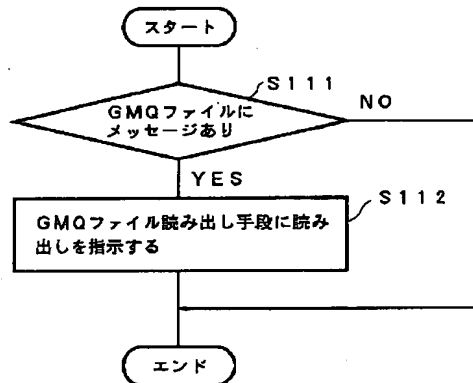 スタート
S111
GMQファイルに
メッセージあり
NO
YES
S112
GMQファイル読み出し手段に読み
出しを指示する
エンド